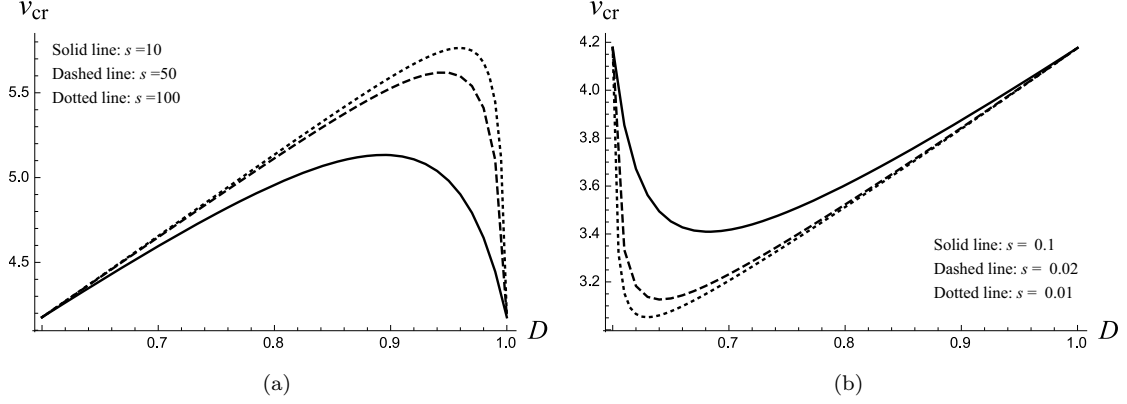 v_cr
Solid line: s =10
Dashed line: s =50
Dotted line: s =100
5.5
5.0
4.5
0.7
0.8
0.9
1.0
D
(a)
v_cr
4.2
4.0
3.8
3.6
3.4
3.2
3.0
Solid line: s = 0.1
Dashed line: s = 0.02
Dotted line: s = 0.01
0.7
0.8
0.9
1.0
D
(b)